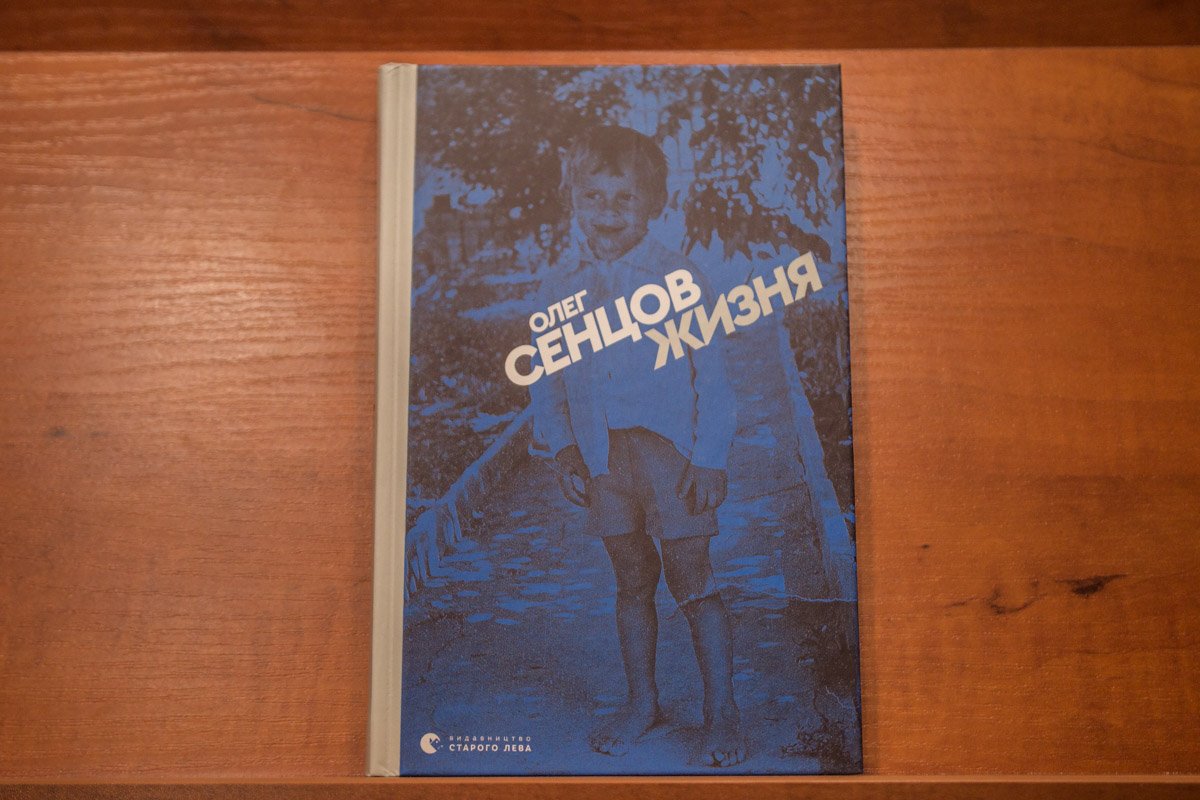 ОЛЕГ
СЕНЦОВ
ЖИЗНЯ
видавництво
СТАРОГО ЛЕВА